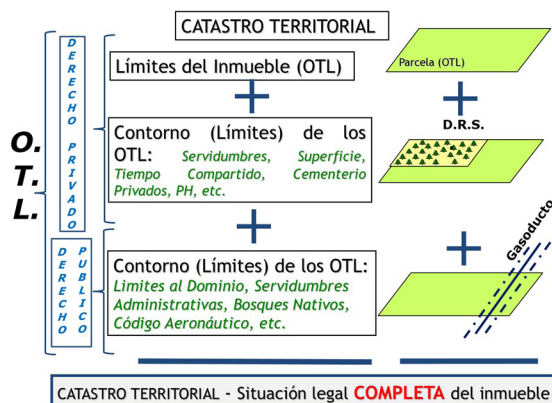 CATASTRO TERRITORIAL
O.
T.
L.
DERECHO PRIVADO
Límites del Inmueble (OTL)
Parcela (OTL)
Contorno (Límites) de los
OTL: Servidumbres, Superficie,
Tiempo Compartido, Cementerio
Privados, PH, etc.
D.R.S.
DERECHO
PUBLICO
Contorno (Límites) de los OTL:
Limites al Dominio, Servidumbres
Administrativas, Bosques Nativos,
Código Aeronáutico, etc.
Gasoducto
CATASTRO TERRITORIAL - Situación legal COMPLETA del inmueble